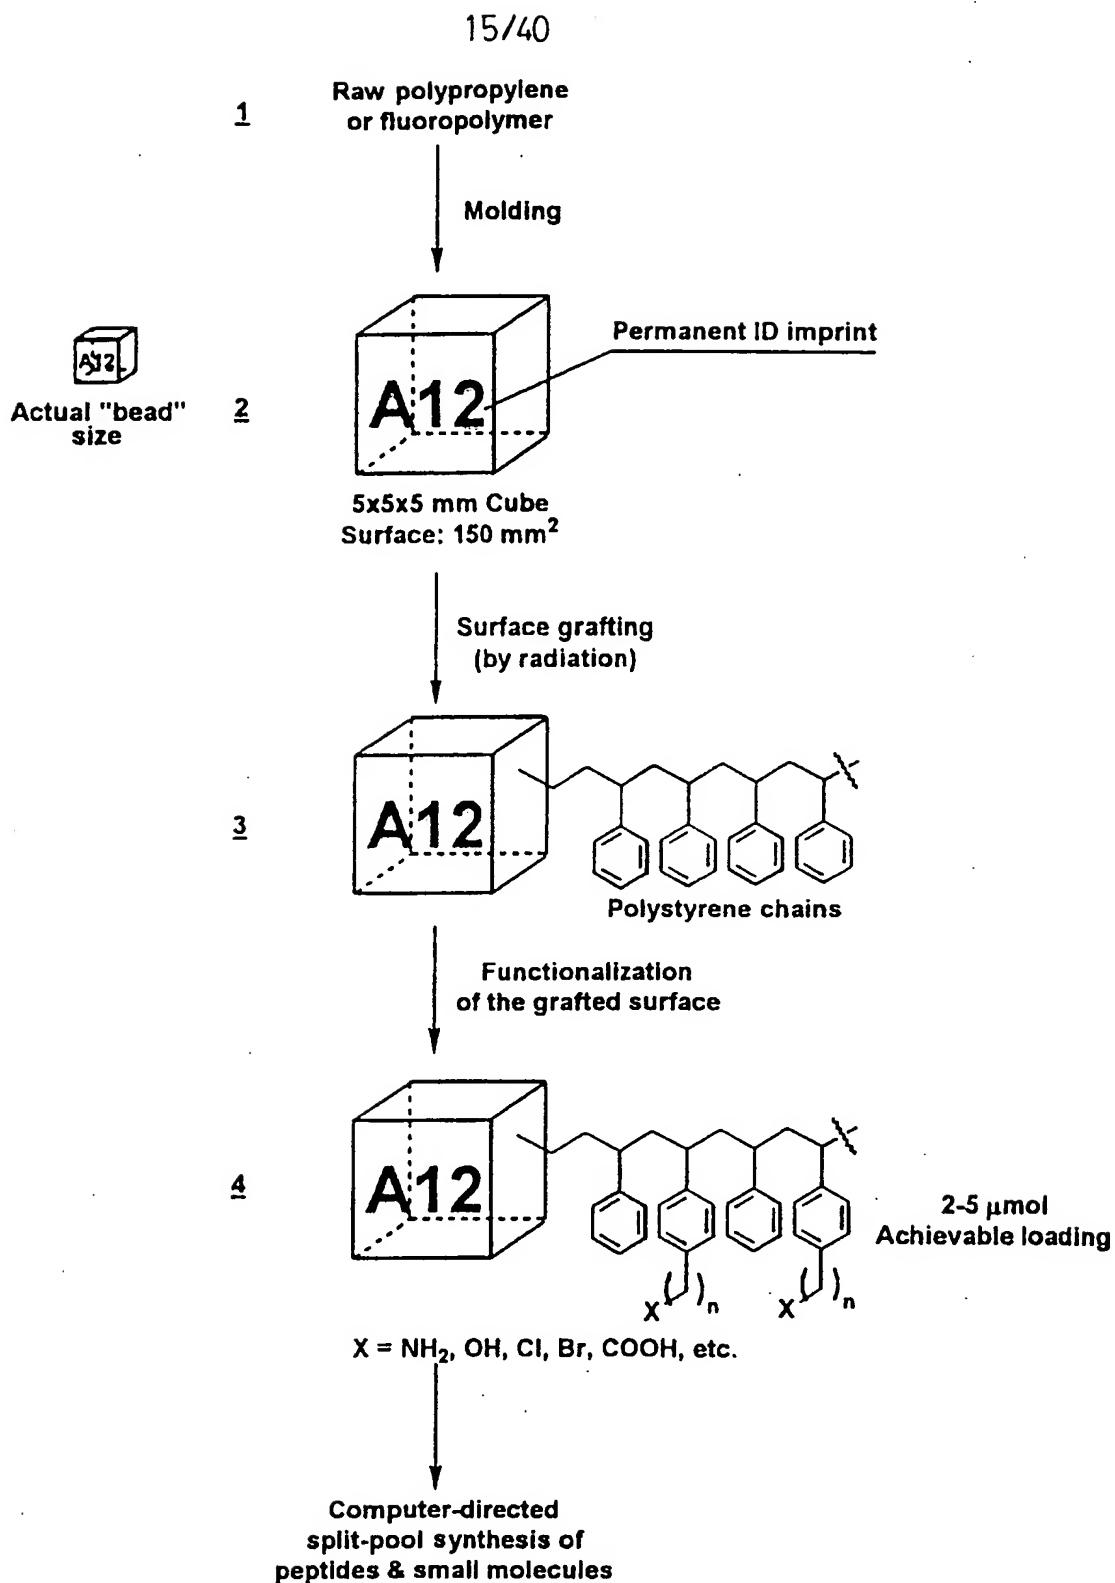 15/40
1
Raw polypropylene
or fluoropolymer
Molding
Permanent ID imprint
A12
Actual "bead"
size
2
A12
5x5x5 mm Cube
Surface: 150 mm²
Surface grafting
(by radiation)
3
A12
Polystyrene chains
Functionalization
of the grafted surface
4
A12
2-5 µmol
Achievable loading
X ( ) n
X ( ) n
X = NH₂, OH, Cl, Br, COOH, etc.
Computer-directed
split-pool synthesis of
peptides & small molecules